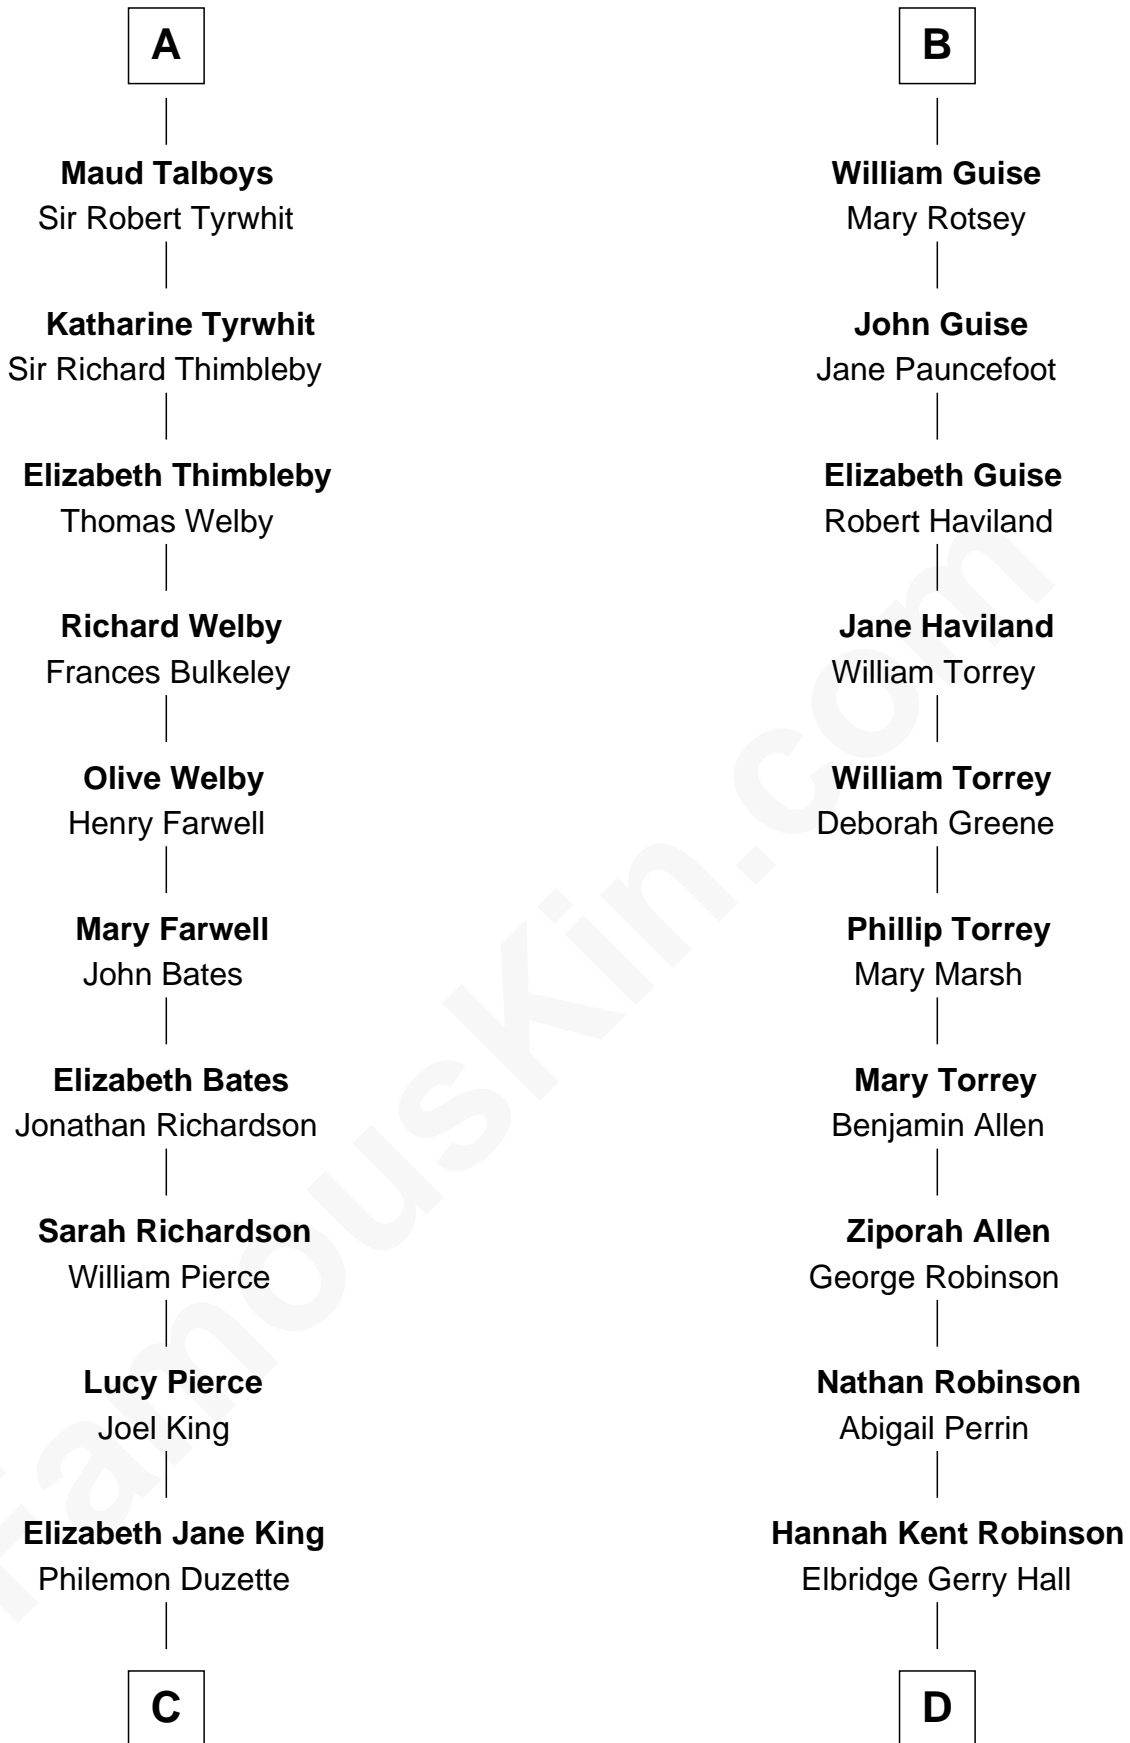 A
Maud Talboys
Sir Robert Tyrwhit
Katharine Tyrwhit
Sir Richard Thimbleby
Elizabeth Thimbleby
Thomas Welby
Richard Welby
Frances Bulkeley
Olive Welby
Henry Farwell
Mary Farwell
John Bates
Elizabeth Bates
Jonathan Richardson
Sarah Richardson
William Pierce
Lucy Pierce
Joel King
Elizabeth Jane King
Philemon Duzette
C
B
William Guise
Mary Rotsey
John Guise
Jane Pauncefoot
Elizabeth Guise
Robert Haviland
Jane Haviland
William Torrey
William Torrey
Deborah Greene
Phillip Torrey
Mary Marsh
Mary Torrey
Benjamin Allen
Ziporah Allen
George Robinson
Nathan Robinson
Abigail Perrin
Hannah Kent Robinson
Elbridge Gerry Hall
D
FamousKin.com